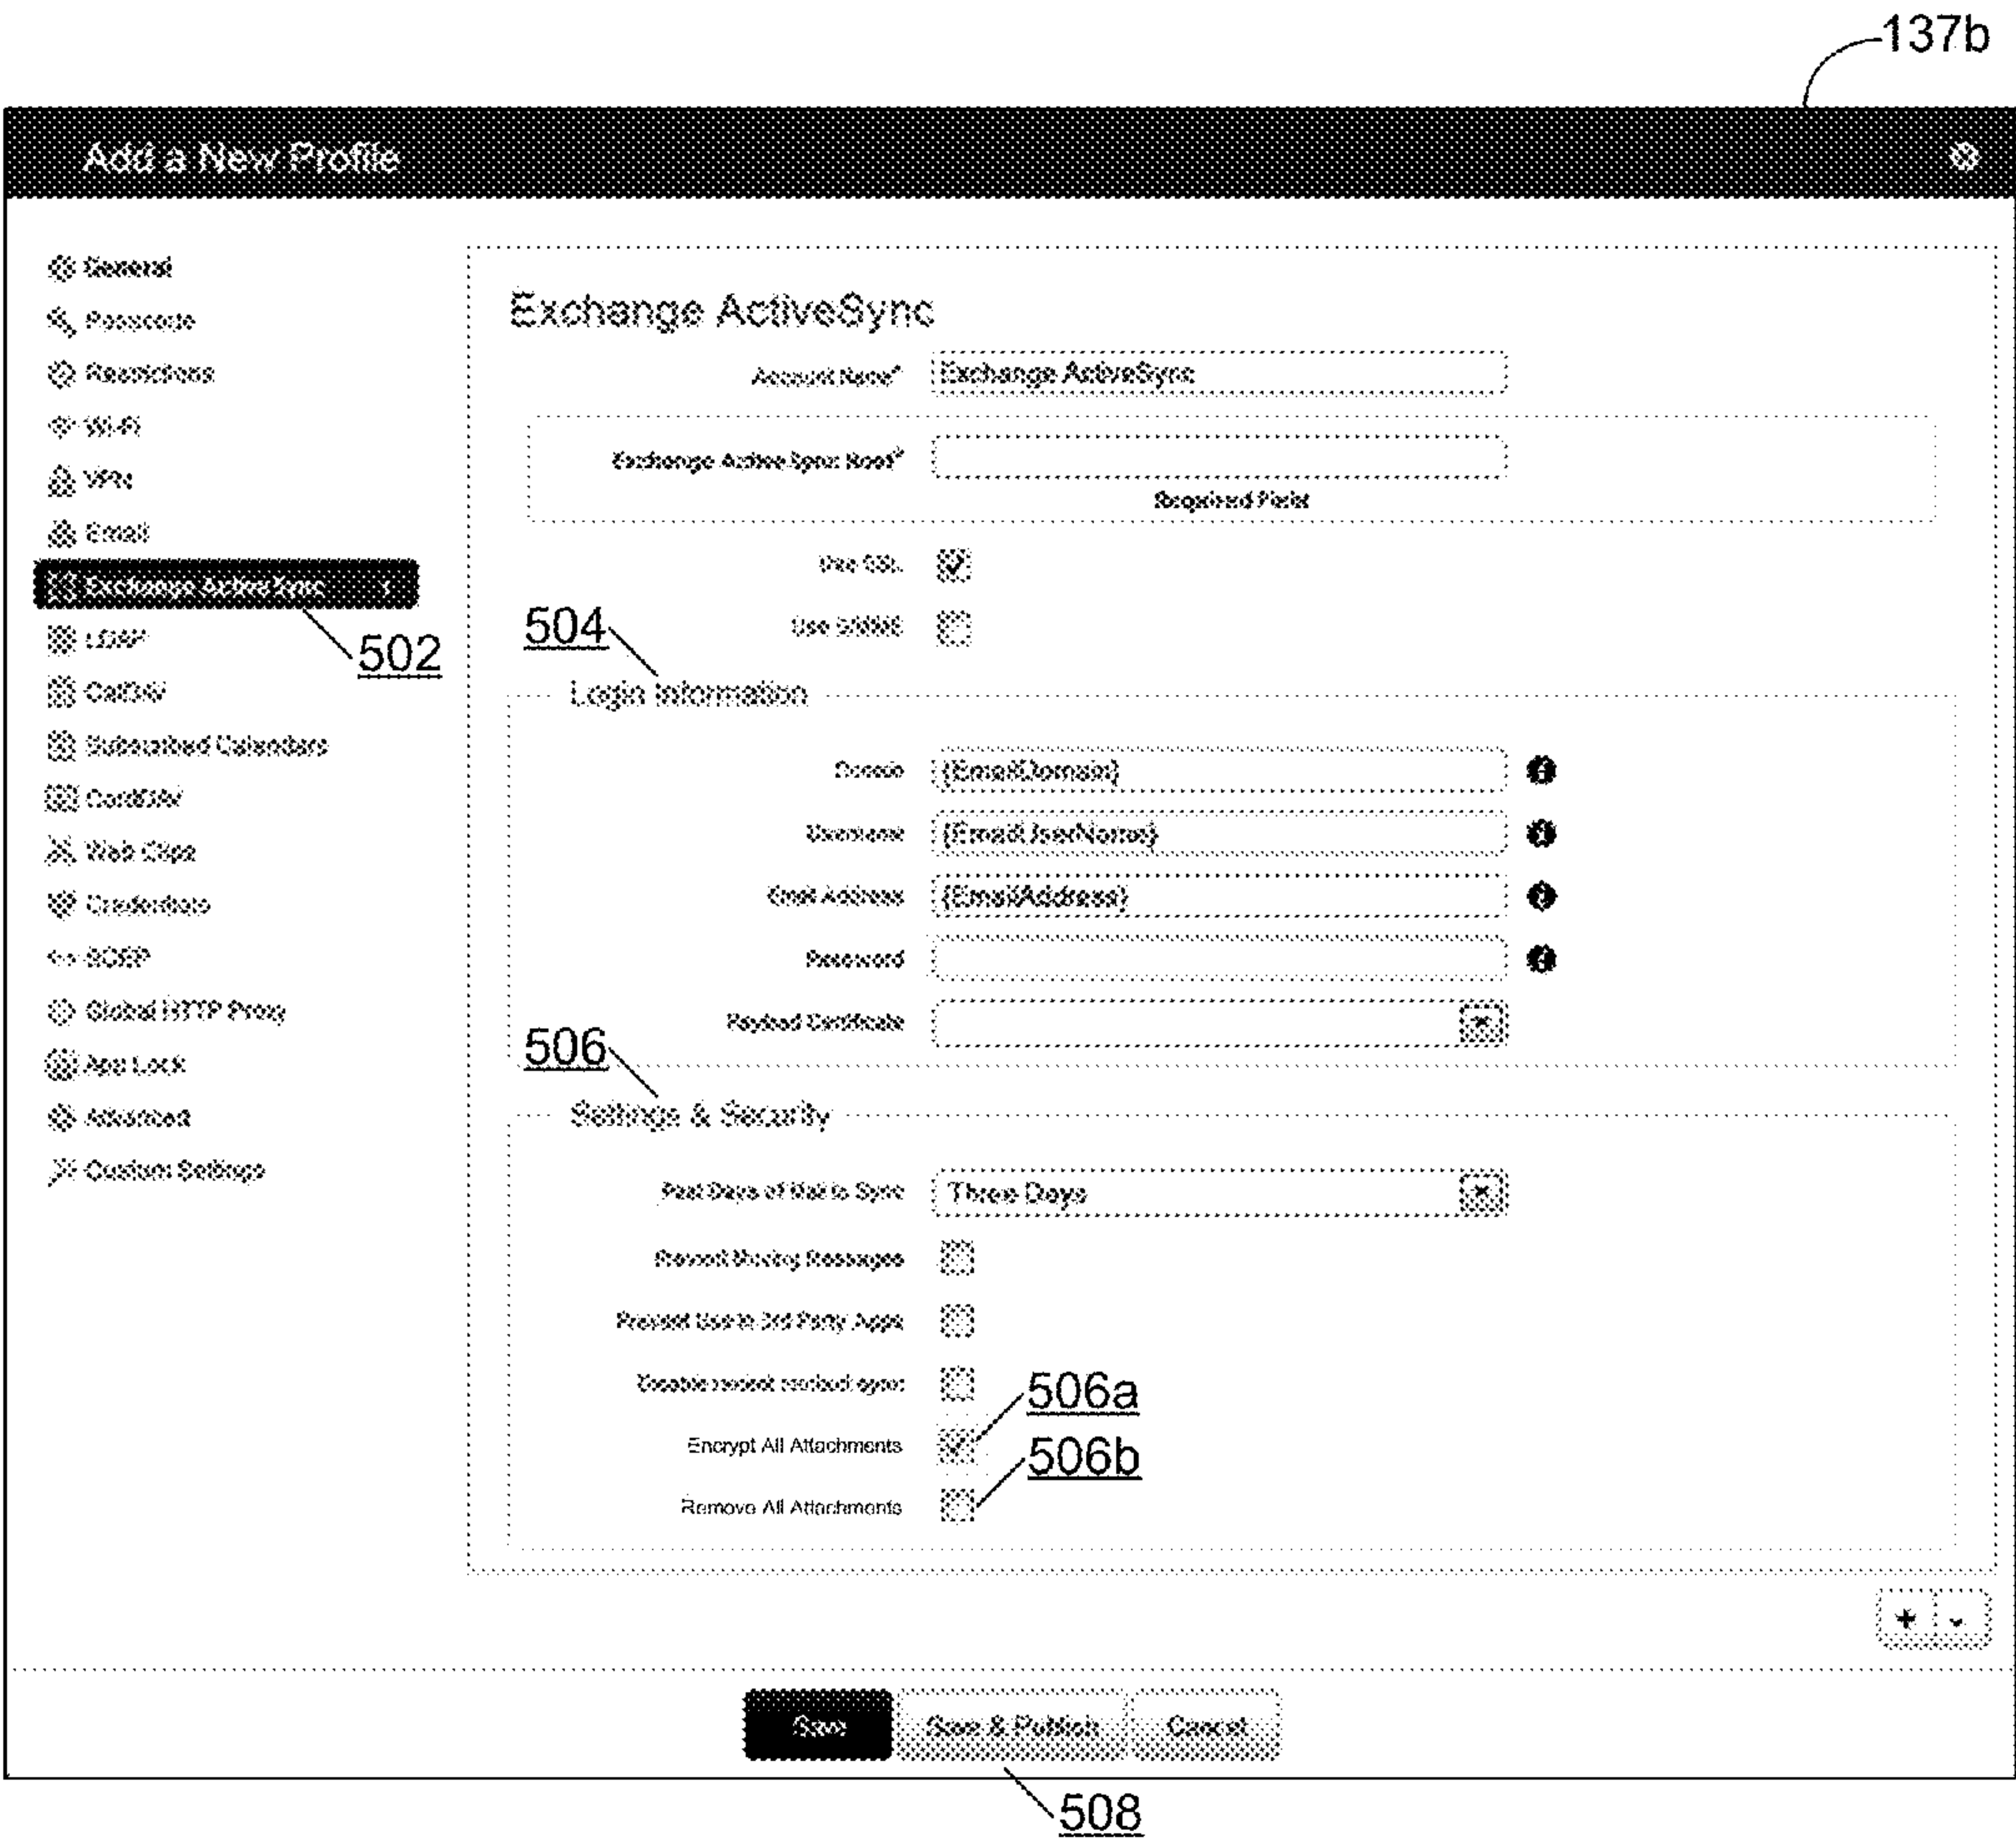 137b
Add a New Profile
General
Passcode
Restrictions
Wi-Fi
VPN
Email
Exchange ActiveSync
502
LDAP
CalDAV
Subscribed Calendars
CardDAV
Web Clips
Credentials
SCEP
Global HTTP Proxy
App Lock
Advanced
Custom Settings
Exchange ActiveSync
Account Name* Exchange ActiveSync
Exchange Active Sync Host*
Required Field
Use SSL
Use S/MIME
504
Login Information
Domain {EmailDomain}
Username {EmailUserName}
Email Address {EmailAddress}
Password
Payload Certificate
506
Settings & Security
Past Days of Mail to Sync Three Days
Prevent Moving Messages
Prevent Use in 3rd Party Apps
Disable recent contact sync
Encrypt All Attachments 506a
Remove All Attachments 506b
Save Save & Publish Cancel
508